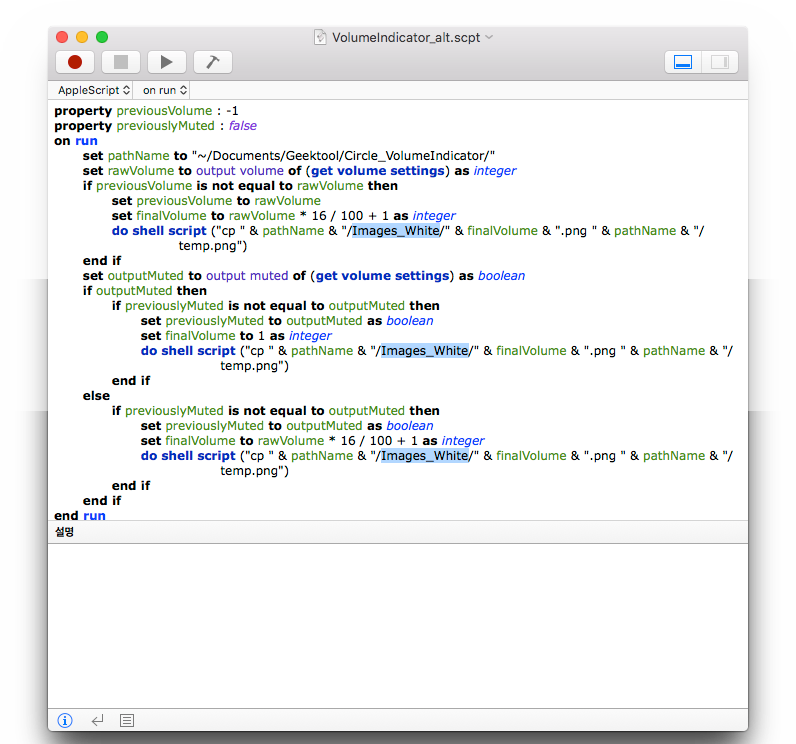 VolumeIndicator_alt.scpt
AppleScript on run
property previousVolume : -1
property previouslyMuted : false
on run
set pathName to "~/Documents/Geektool/Circle_VolumeIndicator/"
set rawVolume to output volume of (get volume settings) as integer
if previousVolume is not equal to rawVolume then
set previousVolume to rawVolume
set finalVolume to rawVolume * 16 / 100 + 1 as integer
do shell script ("cp " & pathName & "/Images_White/" & finalVolume & ".png " & pathName & "/
temp.png")
end if
set outputMuted to output muted of (get volume settings) as boolean
if outputMuted then
if previouslyMuted is not equal to outputMuted then
set previouslyMuted to outputMuted as boolean
set finalVolume to 1 as integer
do shell script ("cp " & pathName & "/Images_White/" & finalVolume & ".png " & pathName & "/
temp.png")
end if
else
if previouslyMuted is not equal to outputMuted then
set previouslyMuted to outputMuted as boolean
set finalVolume to rawVolume * 16 / 100 + 1 as integer
do shell script ("cp " & pathName & "/Images_White/" & finalVolume & ".png " & pathName & "/
temp.png")
end if
end if
end run
설명